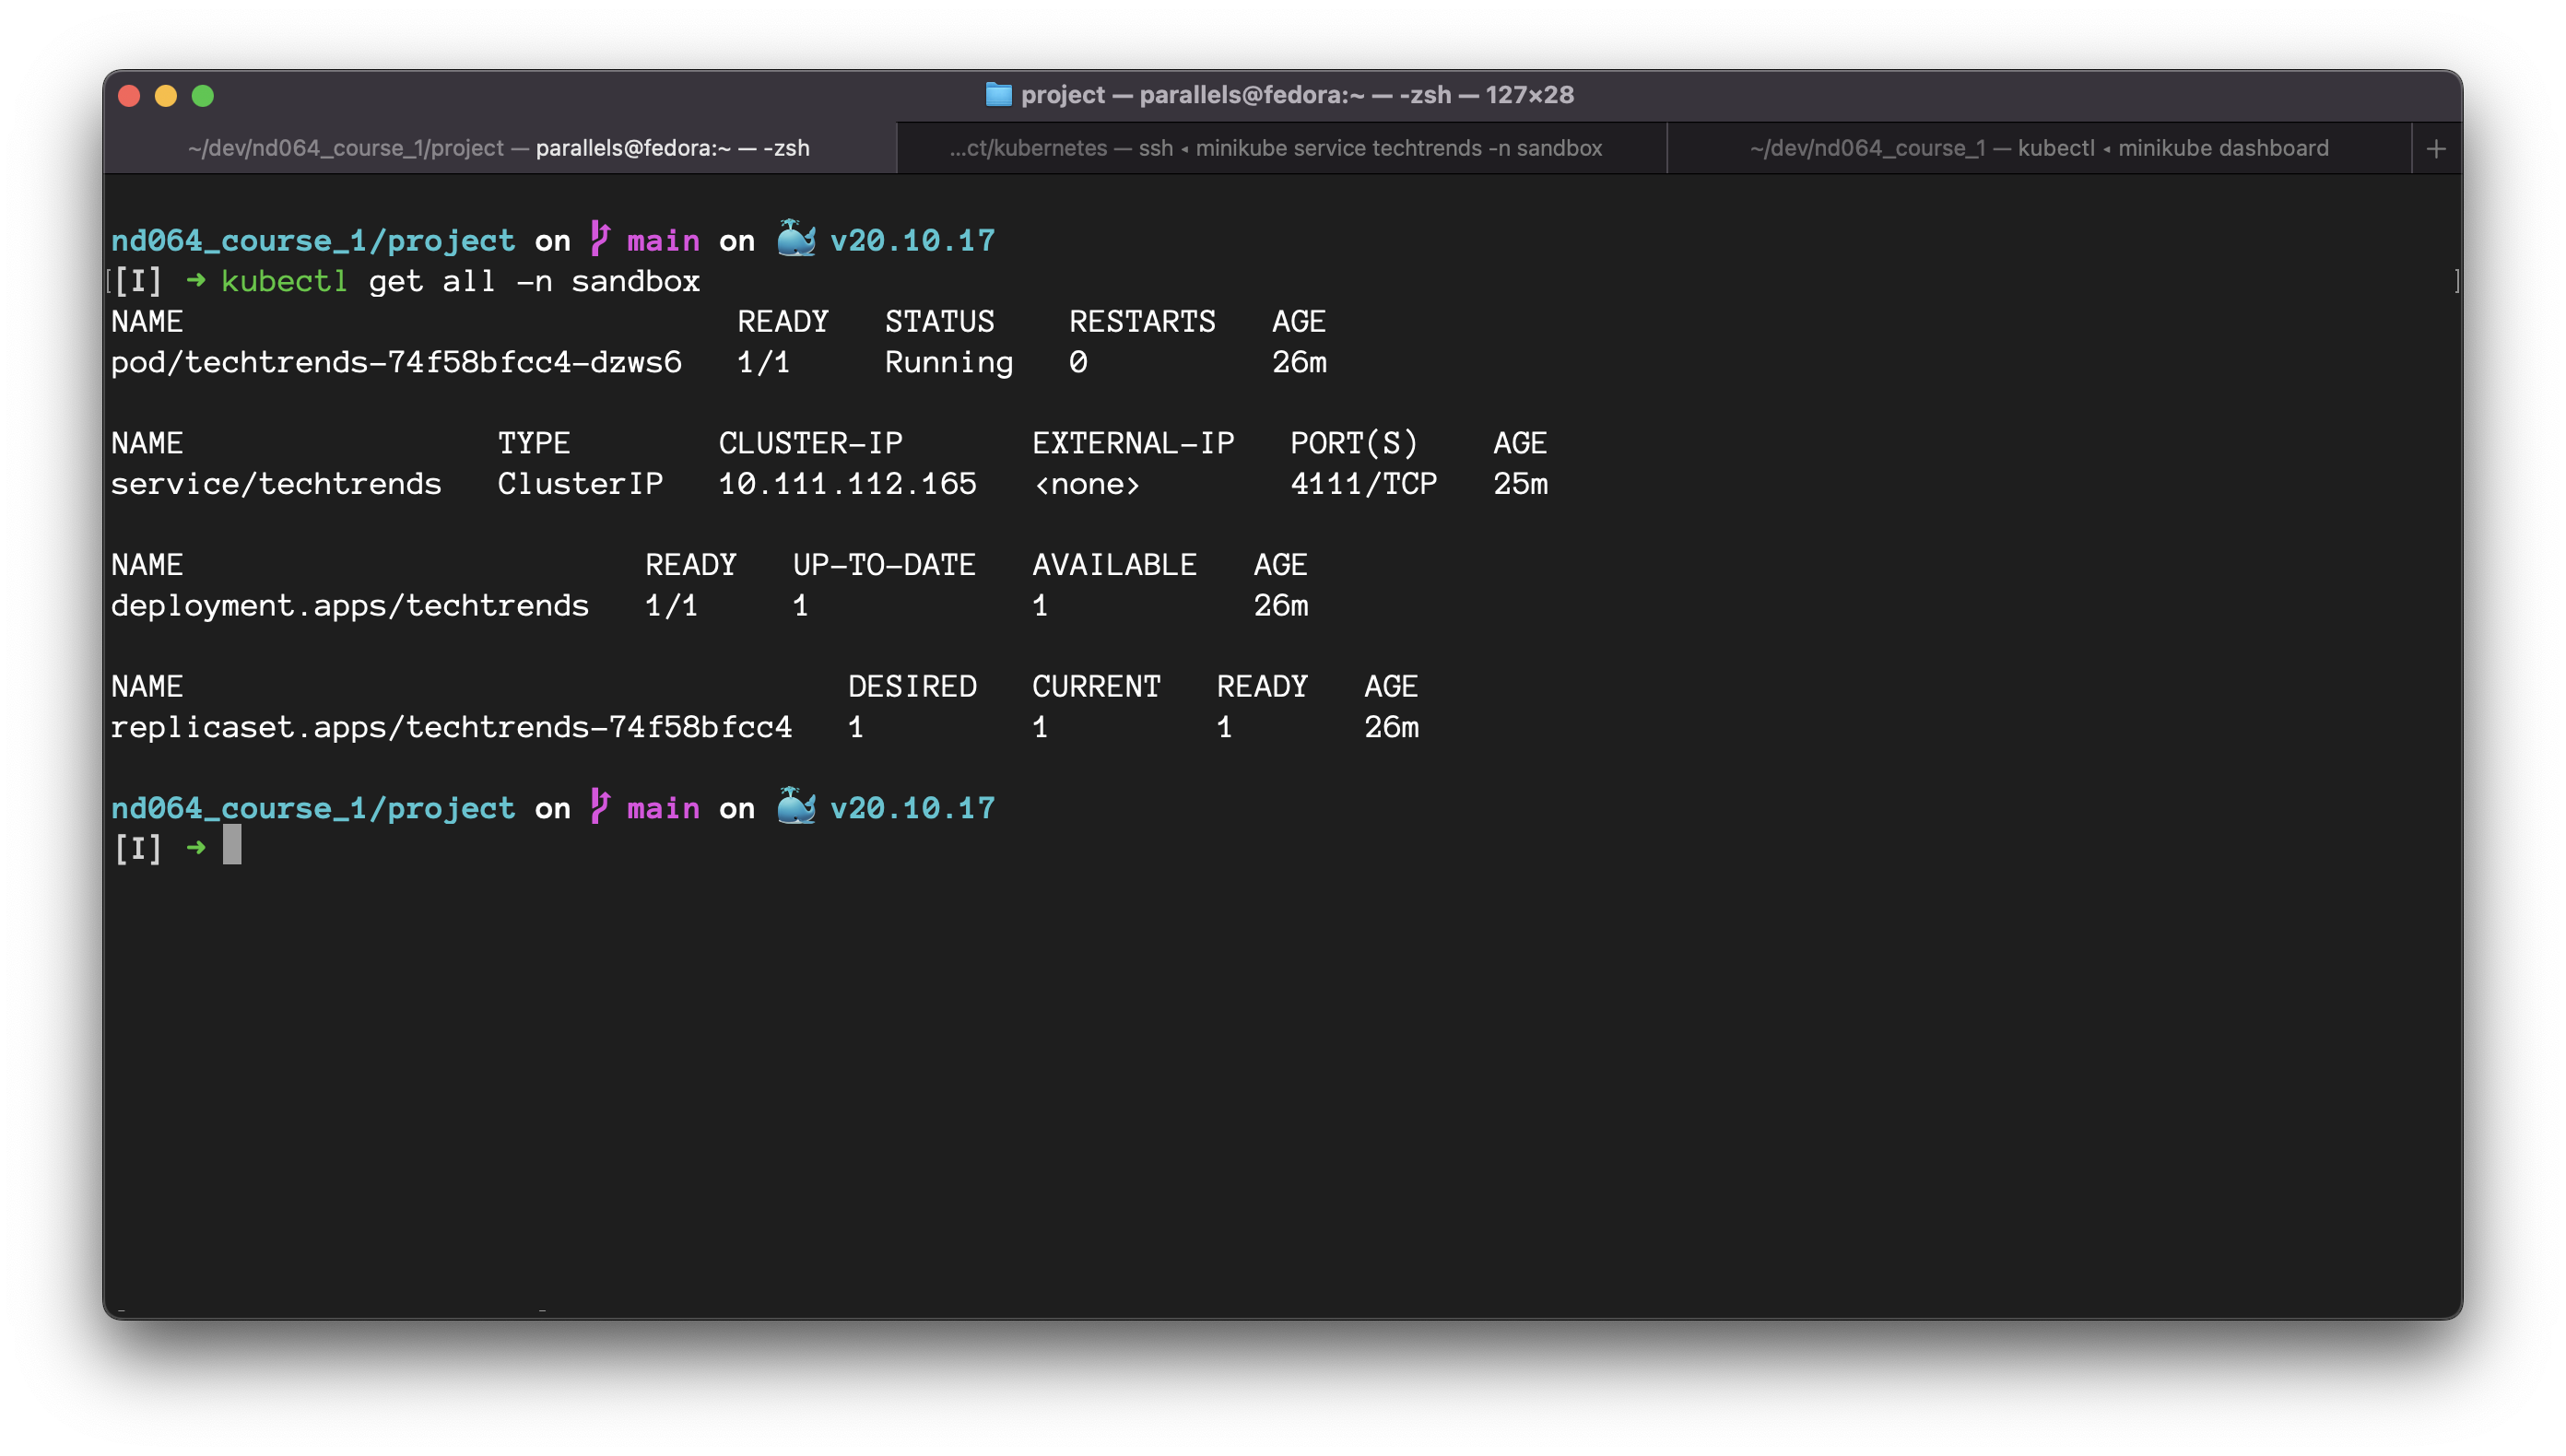 project — parallels@fedora:~ — -zsh — 127×28
~/dev/nd064_course_1/project — parallels@fedora:~ — -zsh
...ct/kubernetes — ssh ◂ minikube service techtrends -n sandbox
~/dev/nd064_course_1 — kubectl ◂ minikube dashboard
+
nd064_course_1/project on main on 🐳 v20.10.17
[[I] ➜ kubectl get all -n sandbox ]
NAME READY STATUS RESTARTS AGE
pod/techtrends-74f58bfcc4-dzws6 1/1 Running 0 26m
NAME TYPE CLUSTER-IP EXTERNAL-IP PORT(S) AGE
service/techtrends ClusterIP 10.111.112.165 <none> 4111/TCP 25m
NAME READY UP-TO-DATE AVAILABLE AGE
deployment.apps/techtrends 1/1 1 1 26m
NAME DESIRED CURRENT READY AGE
replicaset.apps/techtrends-74f58bfcc4 1 1 1 26m
nd064_course_1/project on main on 🐳 v20.10.17
[I] ➜